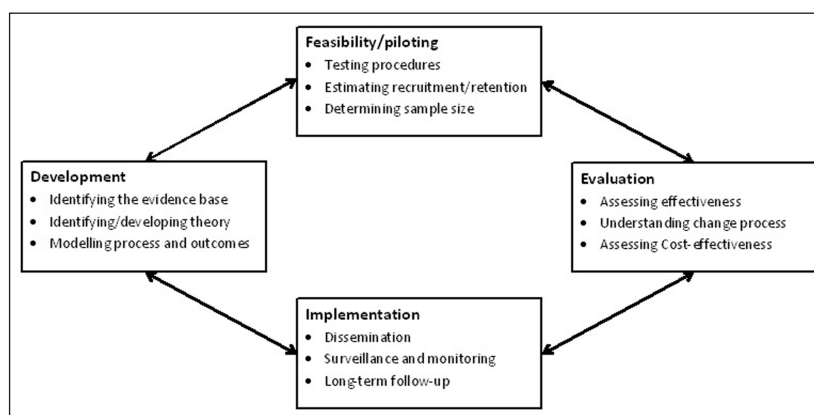 Feasibility/piloting
• Testing procedures
• Estimating recruitment/retention
• Determining sample size
Development
• Identifying the evidence base
• Identifying/developing theory
• Modelling process and outcomes
Evaluation
• Assessing effectiveness
• Understanding change process
• Assessing Cost-effectiveness
Implementation
• Dissemination
• Surveillance and monitoring
• Long-term follow-up